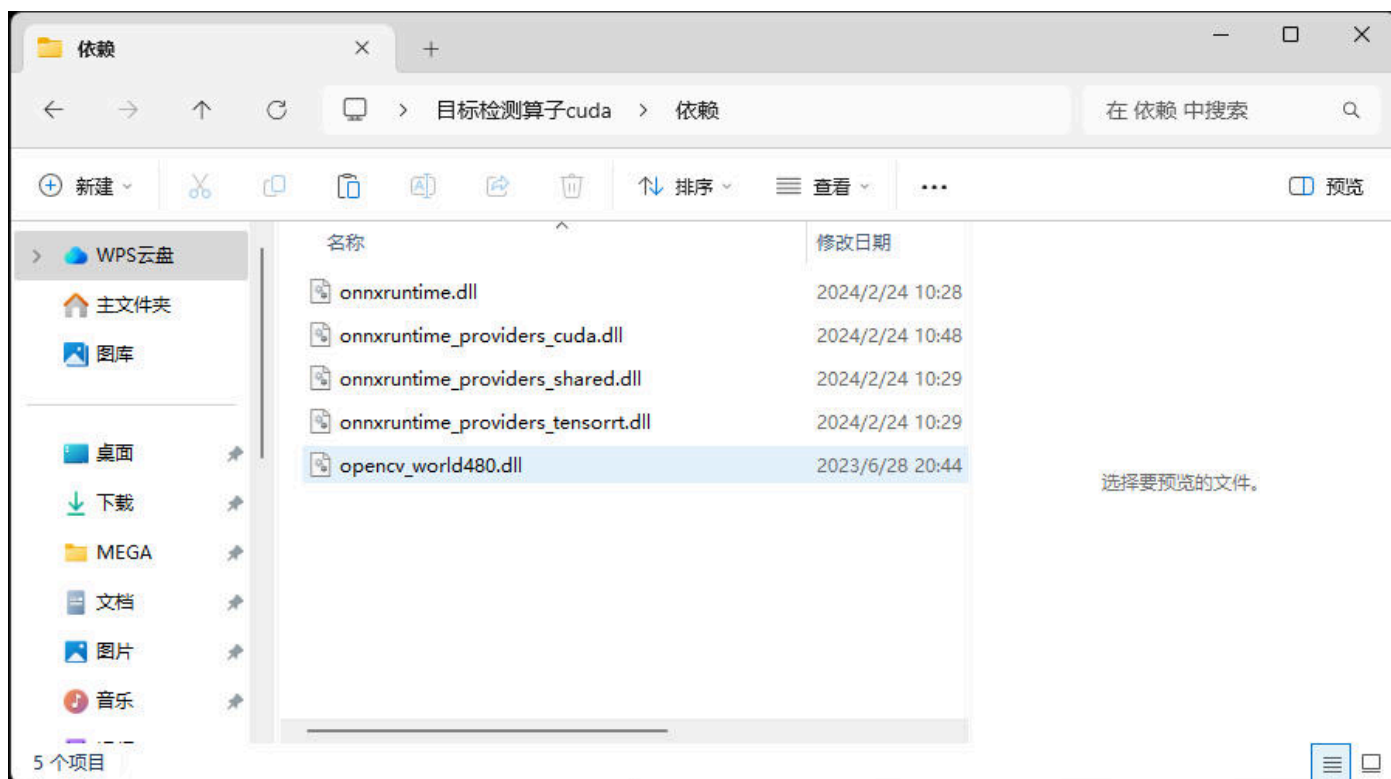 依赖
目标检测算子cuda > 依赖
在 依赖 中搜索
新建
排序
查看
预览
WPS云盘
主文件夹
图库
桌面
下载
MEGA
文档
图片
音乐
名称 修改日期
onnxruntime.dll 2024/2/24 10:28
onnxruntime_providers_cuda.dll 2024/2/24 10:48
onnxruntime_providers_shared.dll 2024/2/24 10:29
onnxruntime_providers_tensorrt.dll 2024/2/24 10:29
opencv_world480.dll 2023/6/28 20:44
选择要预览的文件。
5 个项目